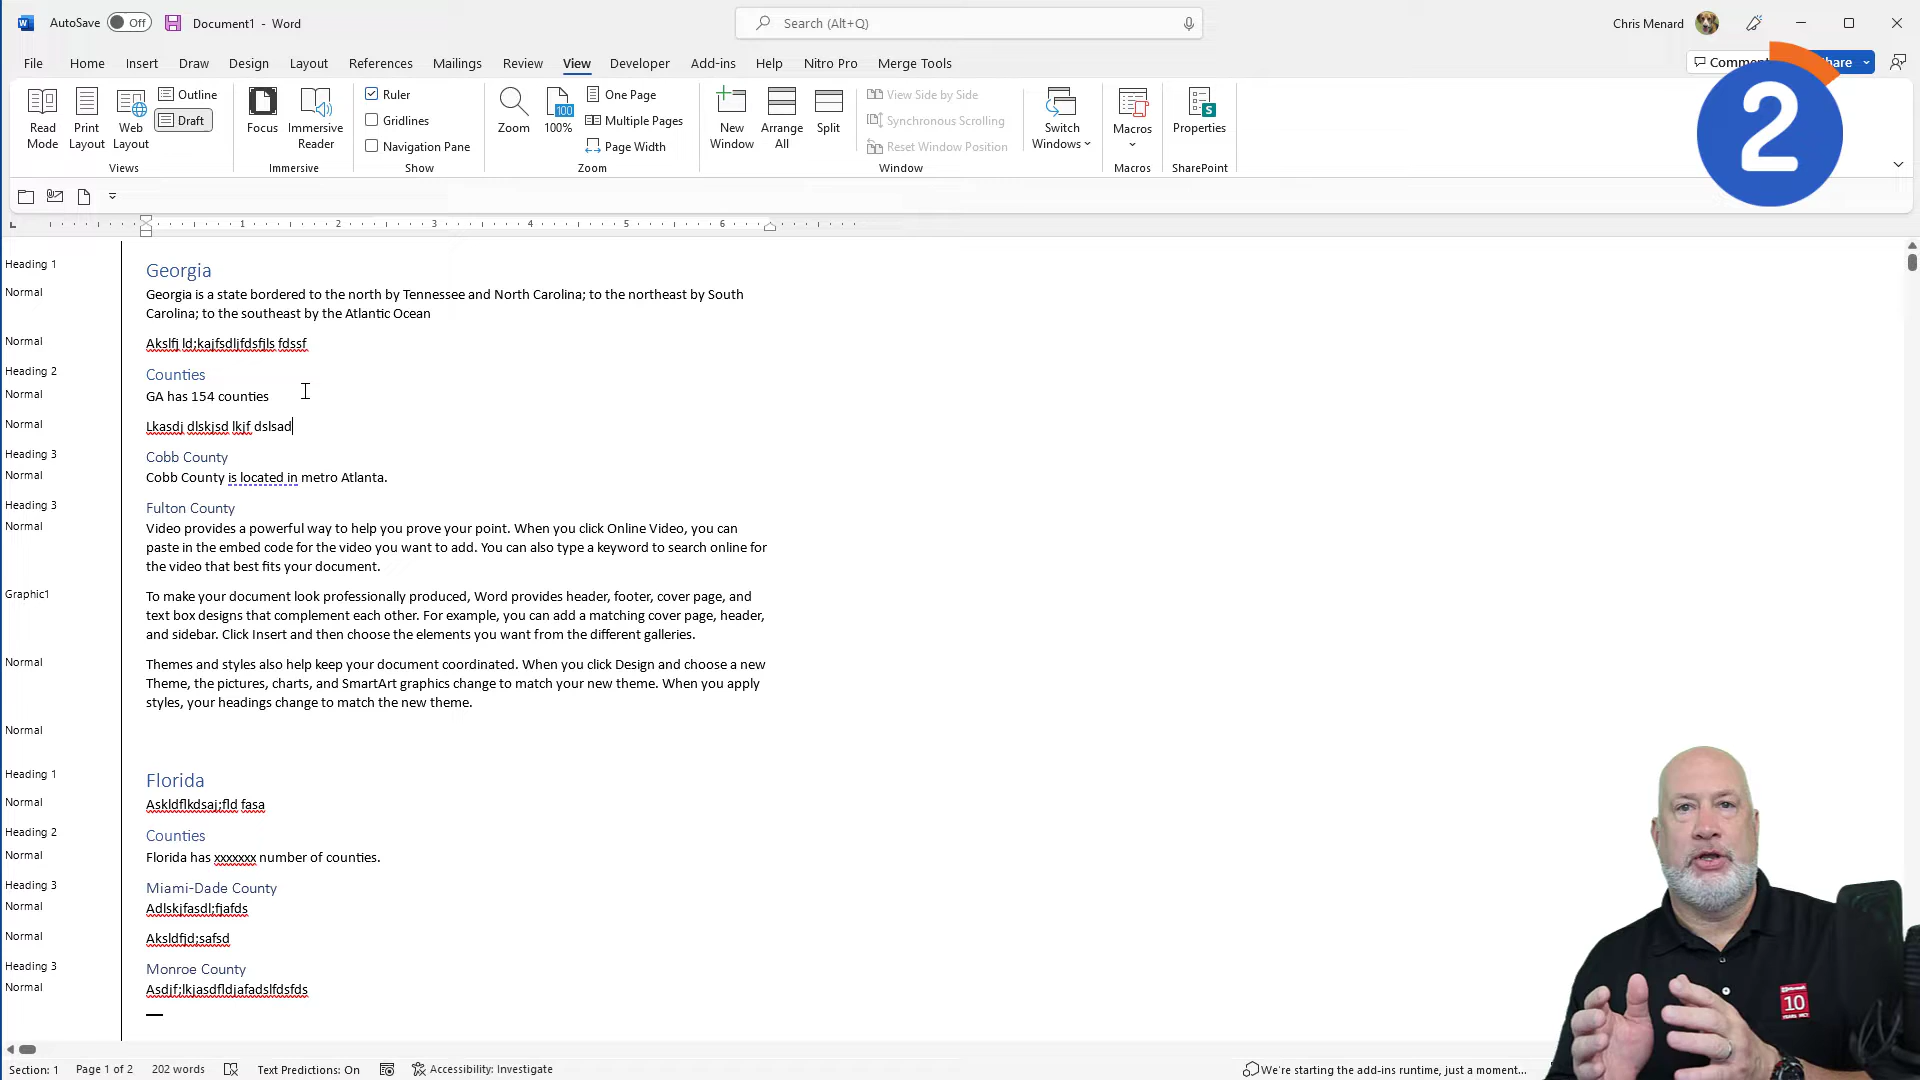 AutoSave Off Document1 - Word Search (Alt+Q) Chris Menard
File Home Insert Draw Design Layout References Mailings Review View Developer Add-ins Help Nitro Pro Merge Tools
2
Read Mode
Print Layout
Web Layout
Outline
Draft
Views
Focus
Immersive Reader
Immersive
Ruler
Gridlines
Navigation Pane
Show
Zoom
100
100%
One Page
Multiple Pages
Page Width
Zoom
New Window
Arrange All
Split
View Side by Side
Synchronous Scrolling
Reset Window Position
Window
Switch Windows
Macros
Macros
Properties
SharePoint
1 2 3 4 5 6
Heading 1 Georgia
Normal Georgia is a state bordered to the north by Tennessee and North Carolina; to the northeast by South
Carolina; to the southeast by the Atlantic Ocean
Normal Akslfj ld;kajfsdljfdsfjls fdssf
Heading 2 Counties
Normal GA has 154 counties
Normal Lkasdj dlskjsd lkjf dslsad
Heading 3 Cobb County
Normal Cobb County is located in metro Atlanta.
Heading 3 Fulton County
Normal Video provides a powerful way to help you prove your point. When you click Online Video, you can
paste in the embed code for the video you want to add. You can also type a keyword to search online for
the video that best fits your document.
Graphic1 To make your document look professionally produced, Word provides header, footer, cover page, and
text box designs that complement each other. For example, you can add a matching cover page, header,
and sidebar. Click Insert and then choose the elements you want from the different galleries.
Normal Themes and styles also help keep your document coordinated. When you click Design and choose a new
Theme, the pictures, charts, and SmartArt graphics change to match your new theme. When you apply
styles, your headings change to match the new theme.
Normal
Heading 1 Florida
Normal Askldflkdsaj;fld fasa
Heading 2 Counties
Normal Florida has xxxxxxx number of counties.
Heading 3 Miami-Dade County
Normal Adlskjfasdl;fjafds
Normal Aksldfjd;safsd
Heading 3 Monroe County
Normal Asdjf;lkjasdfldjafadslfdsfds
10
Section: 1 Page 1 of 2 202 words Text Predictions: On Accessibility: Investigate We're starting the add-ins runtime, just a moment...